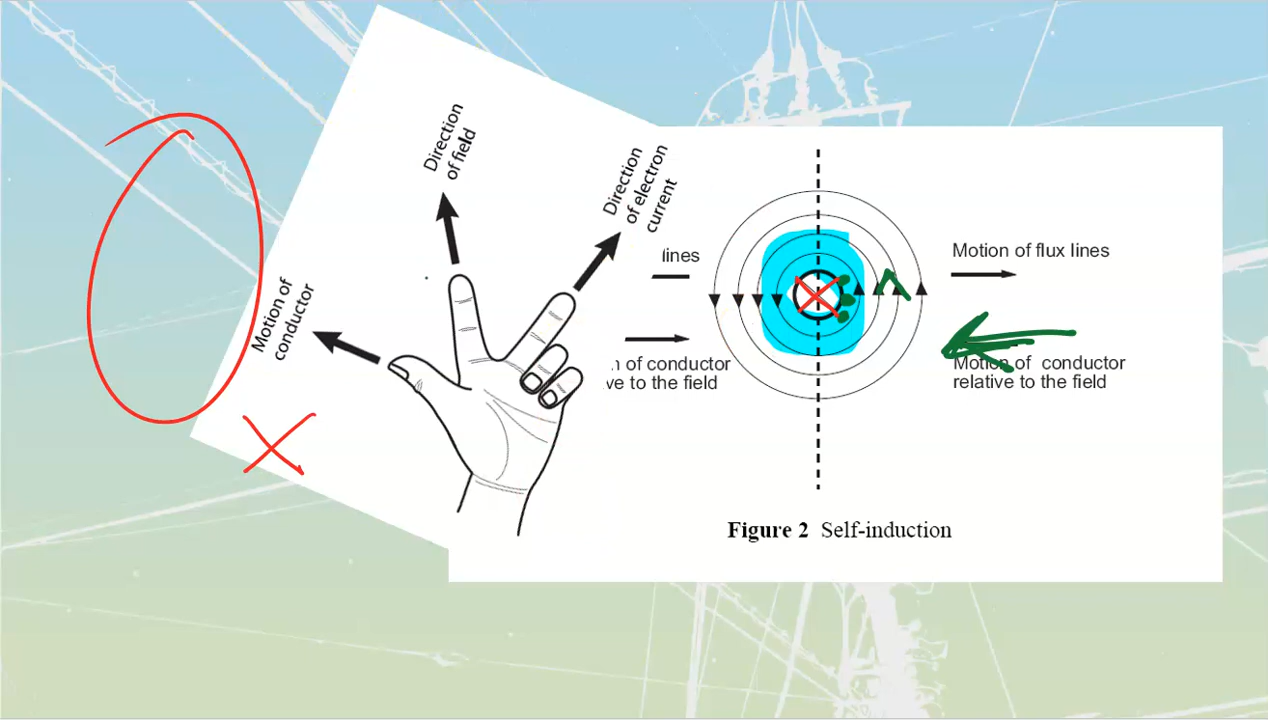 Direction
of field
Direction
of electron
current
Motion of
conductor
lines
of conductor
to the field
Motion of flux lines
Motion of conductor
relative to the field
Figure 2 Self-induction